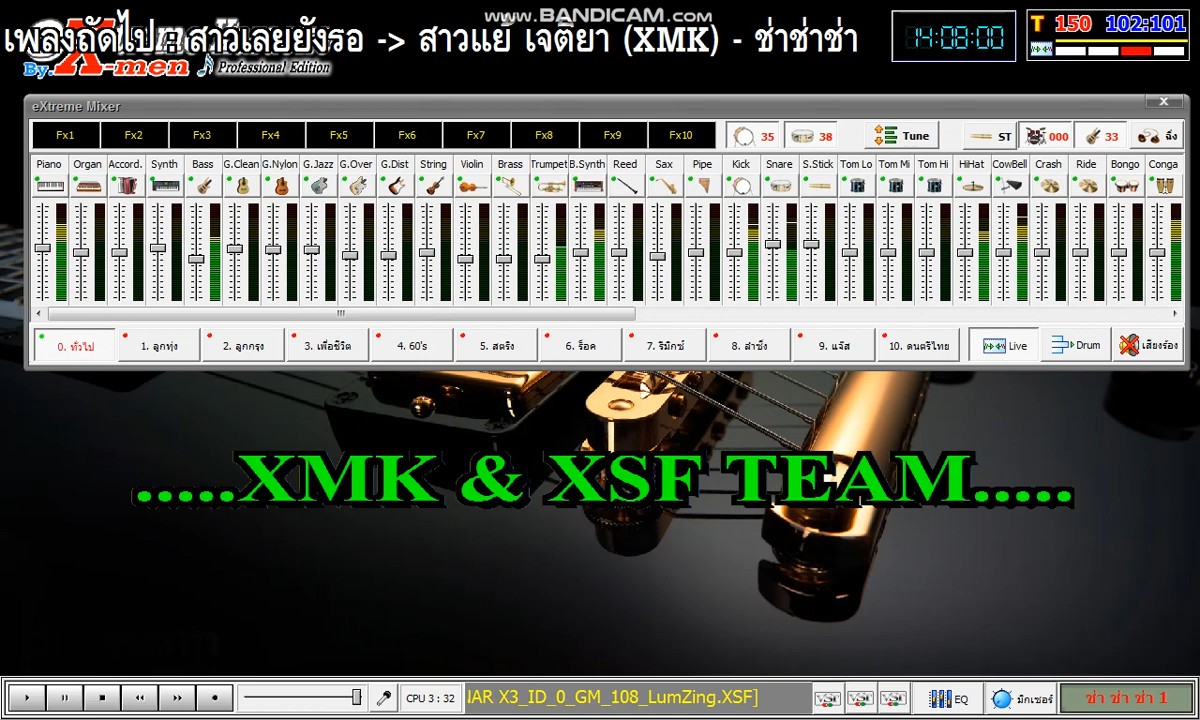 WWW.BANDICAM.COM
เพลงถัดไป : สาวเลยยังรอ -> สาวแย้ เจติยา (XMK) - ช่าช่าช่า
By. X-men Professional Edition
14:08:00
T 150 102:101
eXtreme Mixer
Fx1 Fx2 Fx3 Fx4 Fx5 Fx6 Fx7 Fx8 Fx9 Fx10 35 38 Tune ST 000 33 ฉิ่ง
Piano Organ Accord. Synth Bass G.Clean G.Nylon G.Jazz G.Over G.Dist String Violin Brass Trumpet B.Synth Reed Sax Pipe Kick Snare S.Stick Tom Lo Tom Mi Tom Hi HiHat CowBell Crash Ride Bongo Conga
0. ทั่วไป 1. ลูกทุ่ง 2. ลูกกรุง 3. เพื่อชีวิต 4. 60's 5. สตริง 6. ร็อค 7. รีมิกซ์ 8. ลำซิ่ง 9. แจ๊ส 10. ดนตรีไทย Live Drum เสียงร้อง
.....XMK & XSF TEAM.....
CPU 3 : 32 NAR X3_ID_0_GM_108_LumZing.XSF] VSTi VSTi VSTi EQ มิกเซอร์ ช่า ช่า ช่า 1